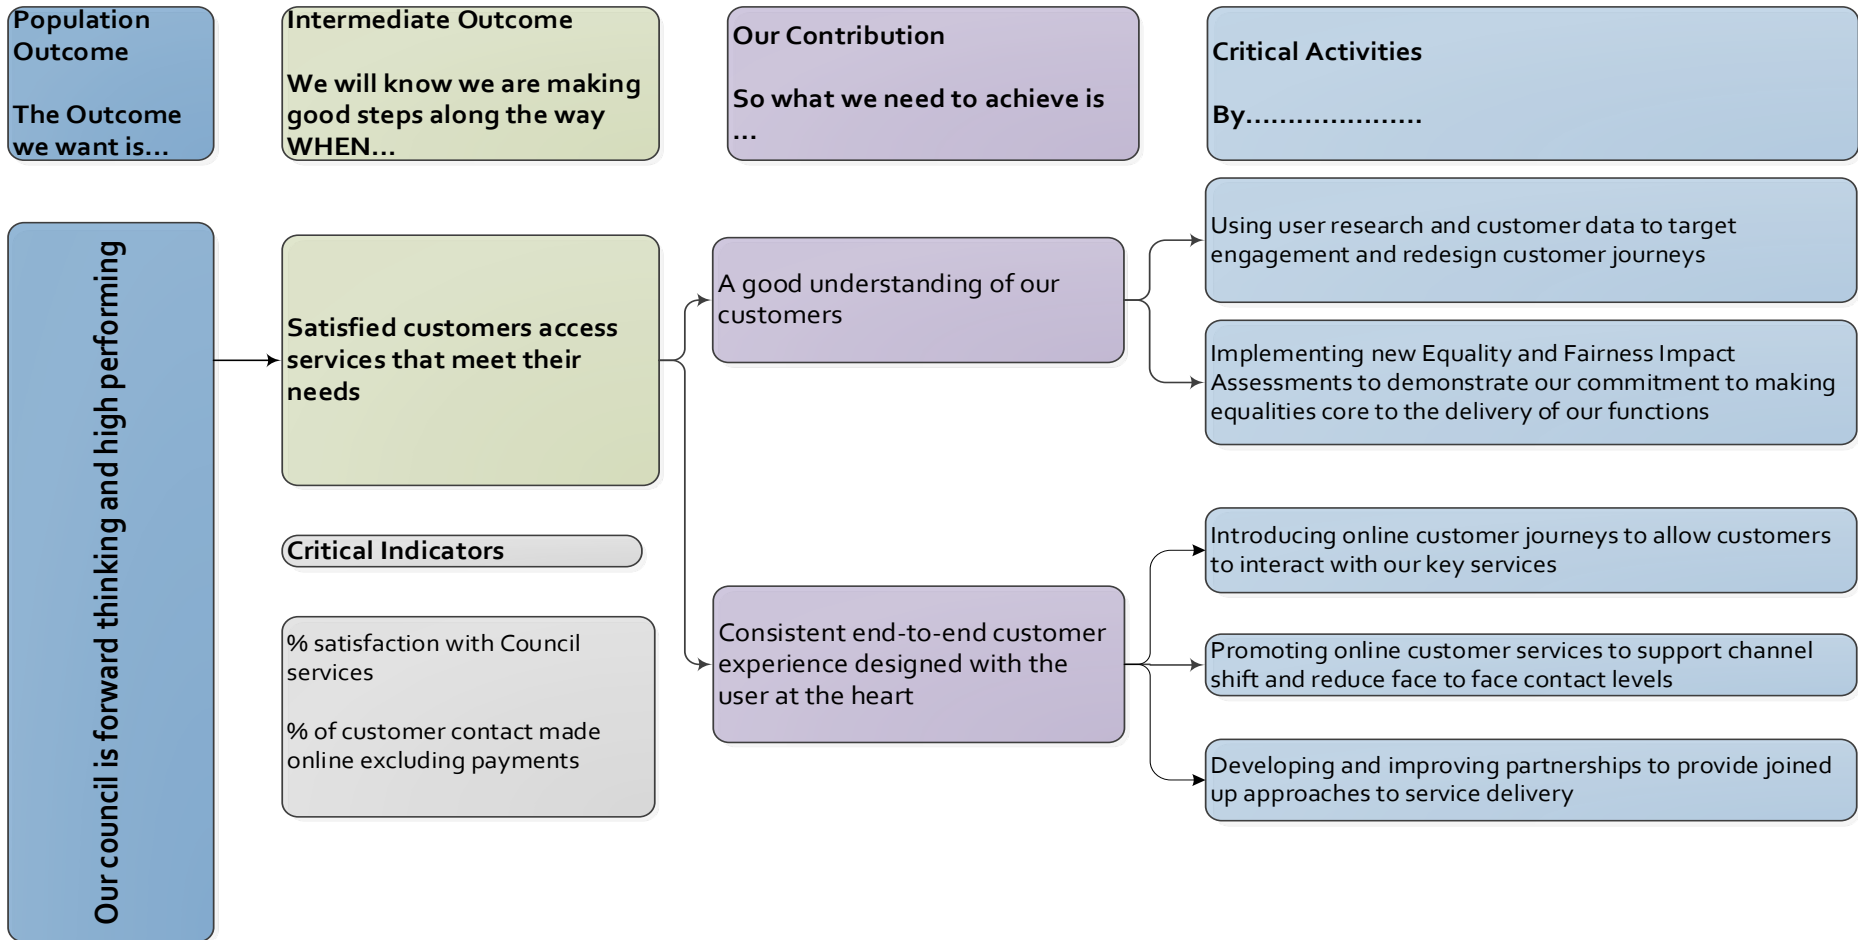 Population
Outcome
The Outcome
we want is...
Intermediate Outcome
We will know we are making
good steps along the way
WHEN...
Our Contribution
So what we need to achieve is
...
Critical Activities
By.....................
Our council is forward thinking and high performing
Satisfied customers access
services that meet their
needs
Critical Indicators
% satisfaction with Council
services
% of customer contact made
online excluding payments
A good understanding of our
customers
Consistent end-to-end customer
experience designed with the
user at the heart
Using user research and customer data to target
engagement and redesign customer journeys
Implementing new Equality and Fairness Impact
Assessments to demonstrate our commitment to making
equalities core to the delivery of our functions
Introducing online customer journeys to allow customers
to interact with our key services
Promoting online customer services to support channel
shift and reduce face to face contact levels
Developing and improving partnerships to provide joined
up approaches to service delivery